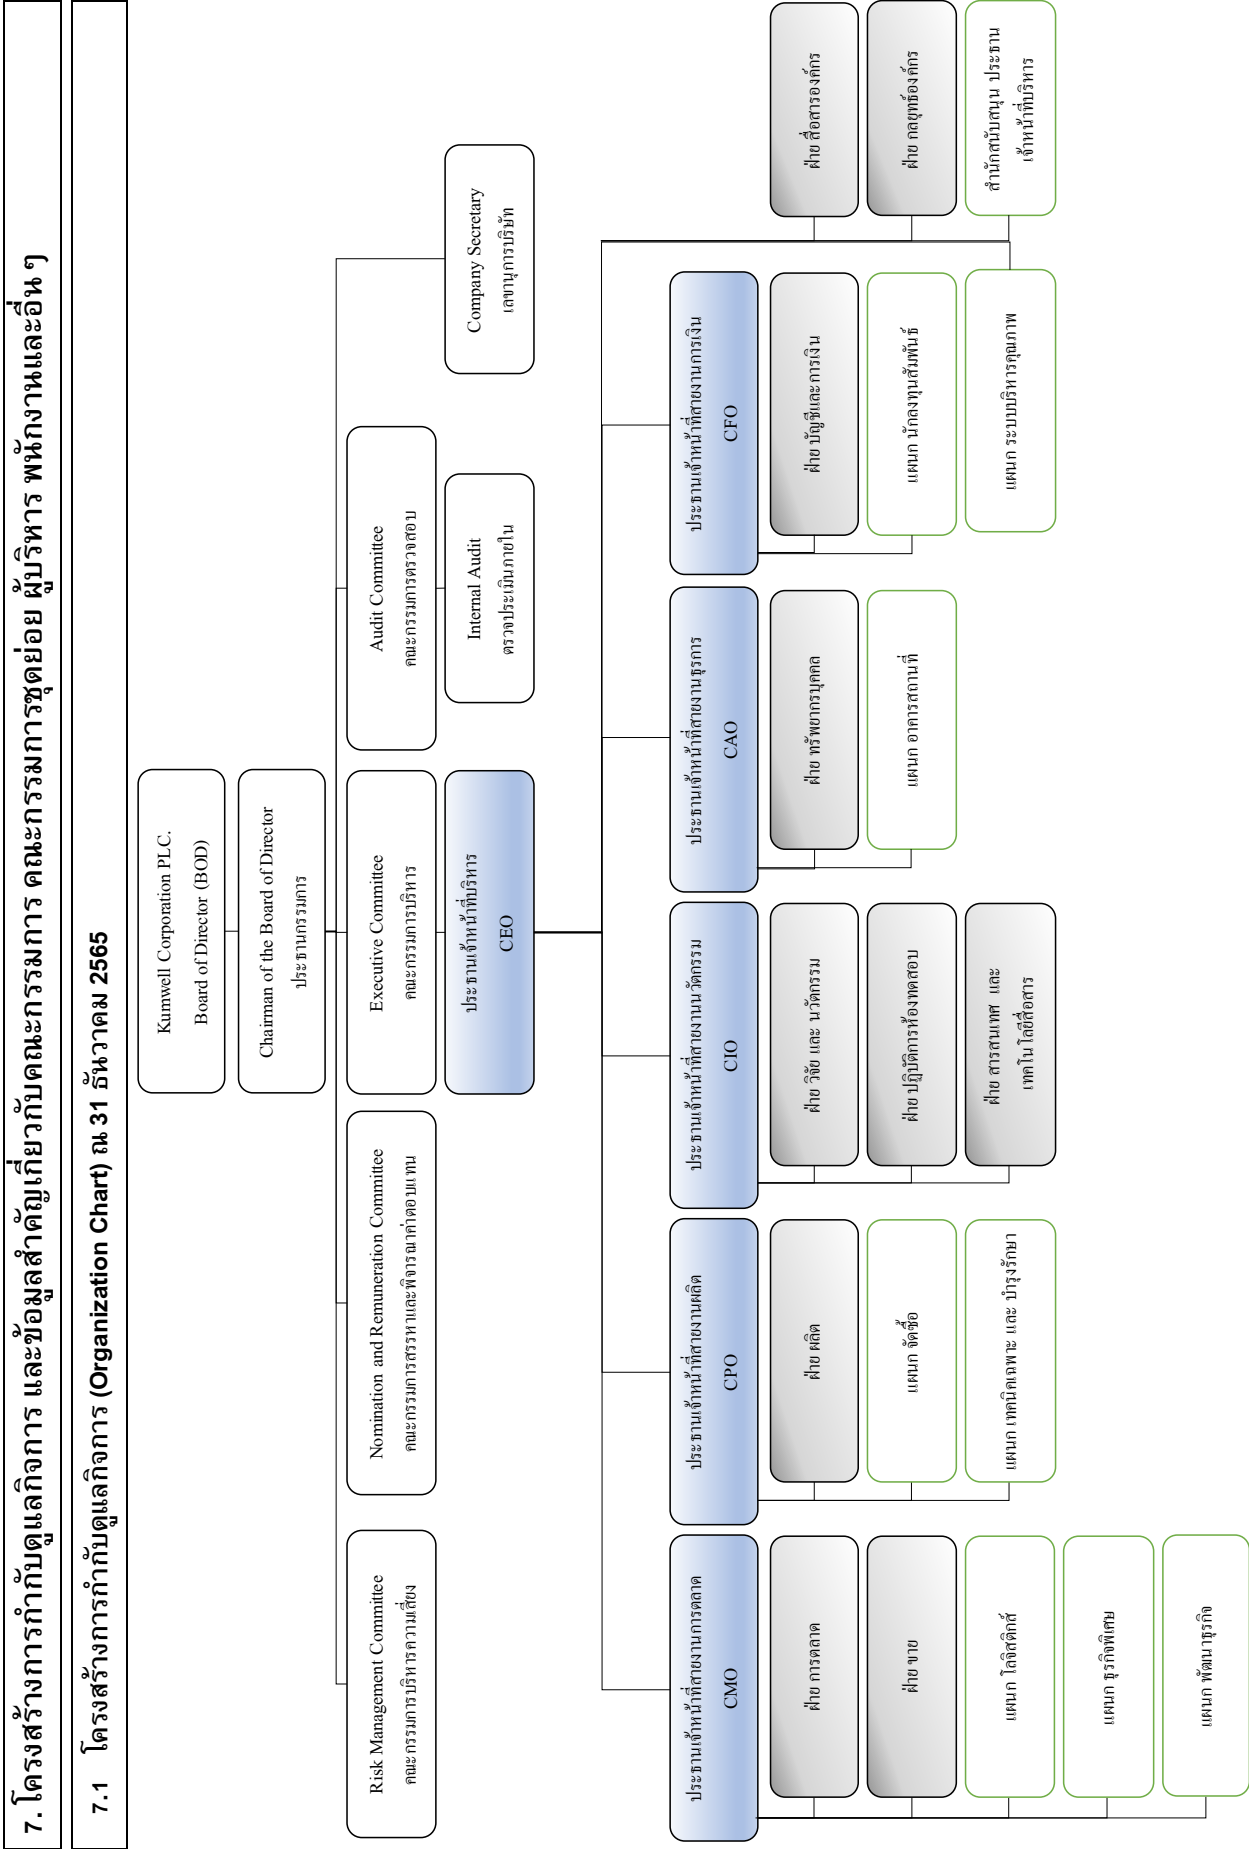 7. โครงสร้างการกำกับดูแลกิจการ และข้อมูลสำคัญเกี่ยวกับคณะกรรมการ คณะกรรมการชุดย่อย ผู้บริหาร พนักงานและอื่น ๆ
7.1 โครงสร้างการกำกับดูแลกิจการ (Organization Chart) ณ 31 ธันวาคม 2565
Kumwell Corporation PLC.
Board of Director (BOD)
Chairman of the Board of Director
ประธานกรรมการ
Risk Management Committee
คณะกรรมการบริหารความเสี่ยง
Nomination and Remuneration Committee
คณะกรรมการสรรหาและพิจารณาค่าตอบแทน
Executive Committee
คณะกรรมการบริหาร
Audit Committee
คณะกรรมการตรวจสอบ
ประธานเจ้าหน้าที่บริหาร
CEO
Internal Audit
ตรวจประเมินภายใน
Company Secretary
เลขานุการบริษัท
ประธานเจ้าหน้าที่สายงานการตลาด
CMO
ฝ่าย การตลาด
ฝ่าย ขาย
แผนก โลจิสติกส์
แผนก ธุรกิจพิเศษ
แผนก พัฒนาธุรกิจ
ประธานเจ้าหน้าที่สายงานผลิต
CPO
ฝ่าย ผลิต
แผนก จัดซื้อ
แผนก เทคนิคเฉพาะ และ บำรุงรักษา
ประธานเจ้าหน้าที่สายงานนวัตกรรม
CIO
ฝ่าย วิจัย และ นวัตกรรม
ฝ่าย ปฏิบัติการห้องทดสอบ
ฝ่าย สารสนเทศ และ
เทคโนโลยีสื่อสาร
ประธานเจ้าหน้าที่สายงานธุรการ
CAO
ฝ่าย ทรัพยากรบุคคล
แผนก อาคารสถานที่
ประธานเจ้าหน้าที่สายงานการเงิน
CFO
ฝ่าย บัญชีและการเงิน
แผนก นักลงทุนสัมพันธ์
แผนก ระบบบริหารคุณภาพ
ฝ่าย สื่อสารองค์กร
ฝ่าย กลยุทธ์องค์กร
สำนักสนับสนุน ประธาน
เจ้าหน้าที่บริหาร